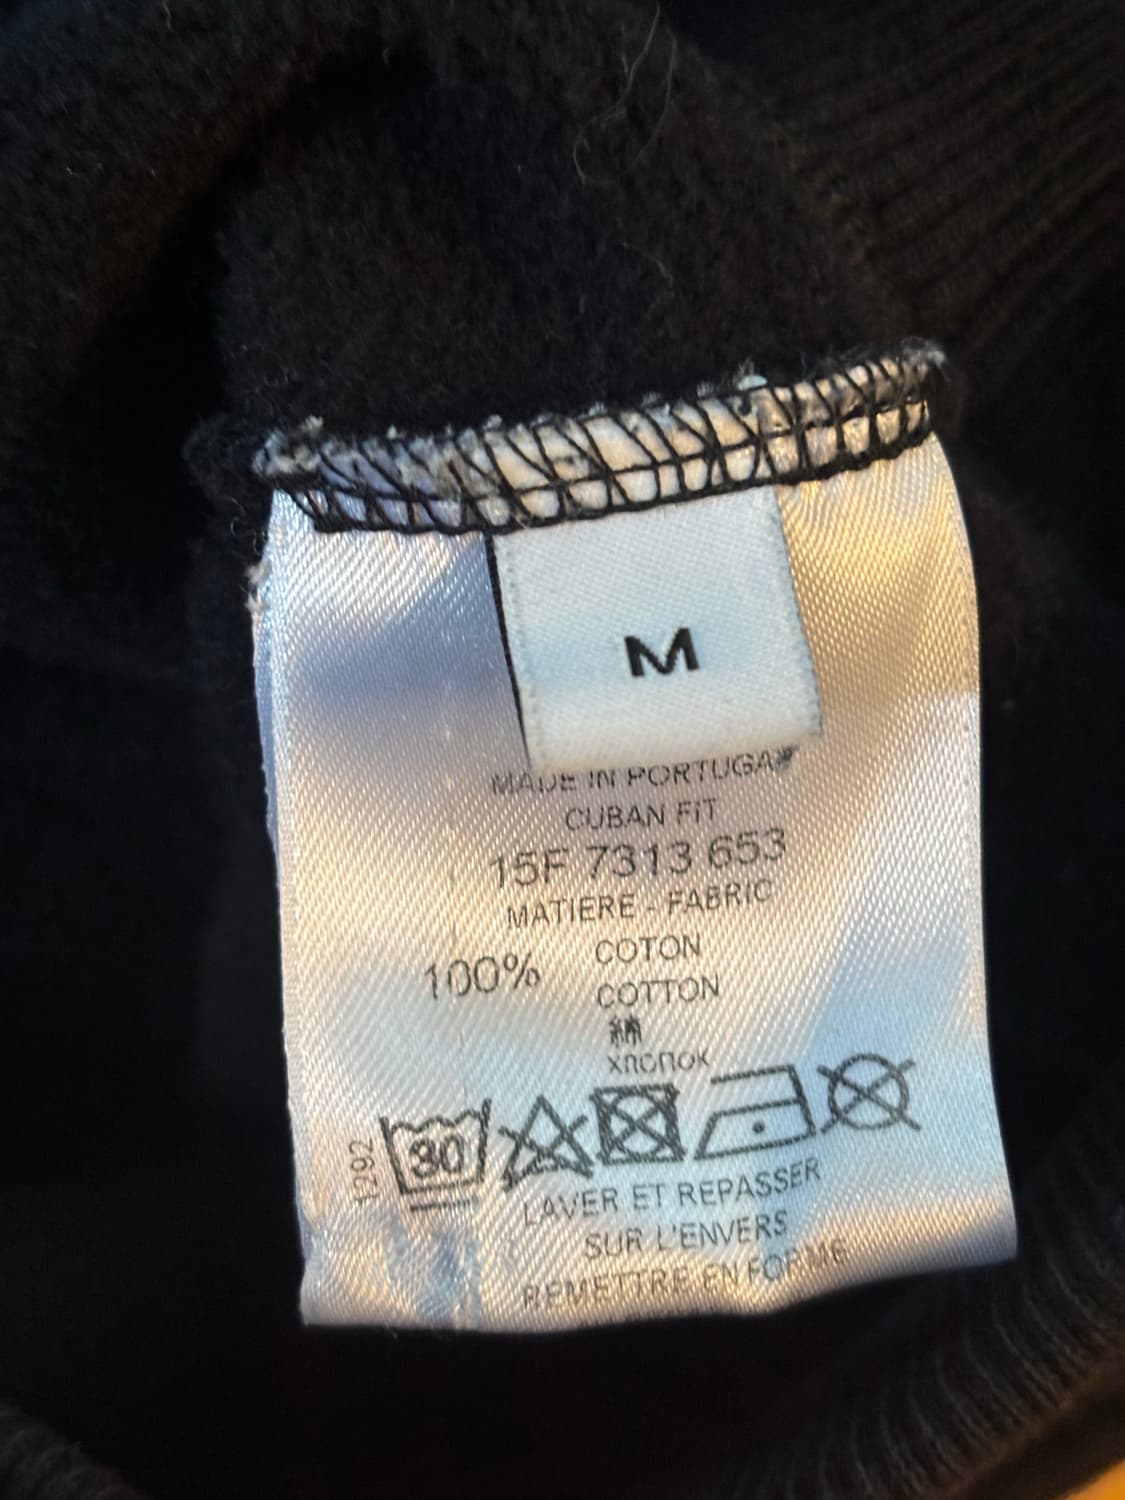 M
MADE IN PORTUGAL
CUBAN FIT
15F 7313 653
MATIERE - FABRIC
100% COTON
COTTON
綿
хлопок
30
1292
LAVER ET REPASSER
SUR L'ENVERS
REMETTRE EN FORME